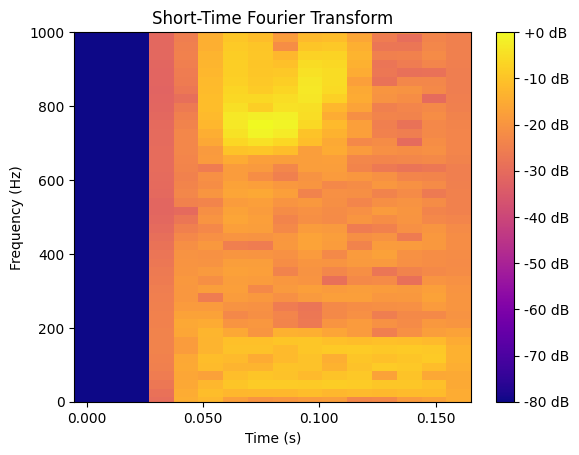 Short-Time Fourier Transform
1000
800
600
400
200
0
Frequency (Hz)
0.000
0.050
0.100
0.150
Time (s)
+0 dB
-10 dB
-20 dB
-30 dB
-40 dB
-50 dB
-60 dB
-70 dB
-80 dB